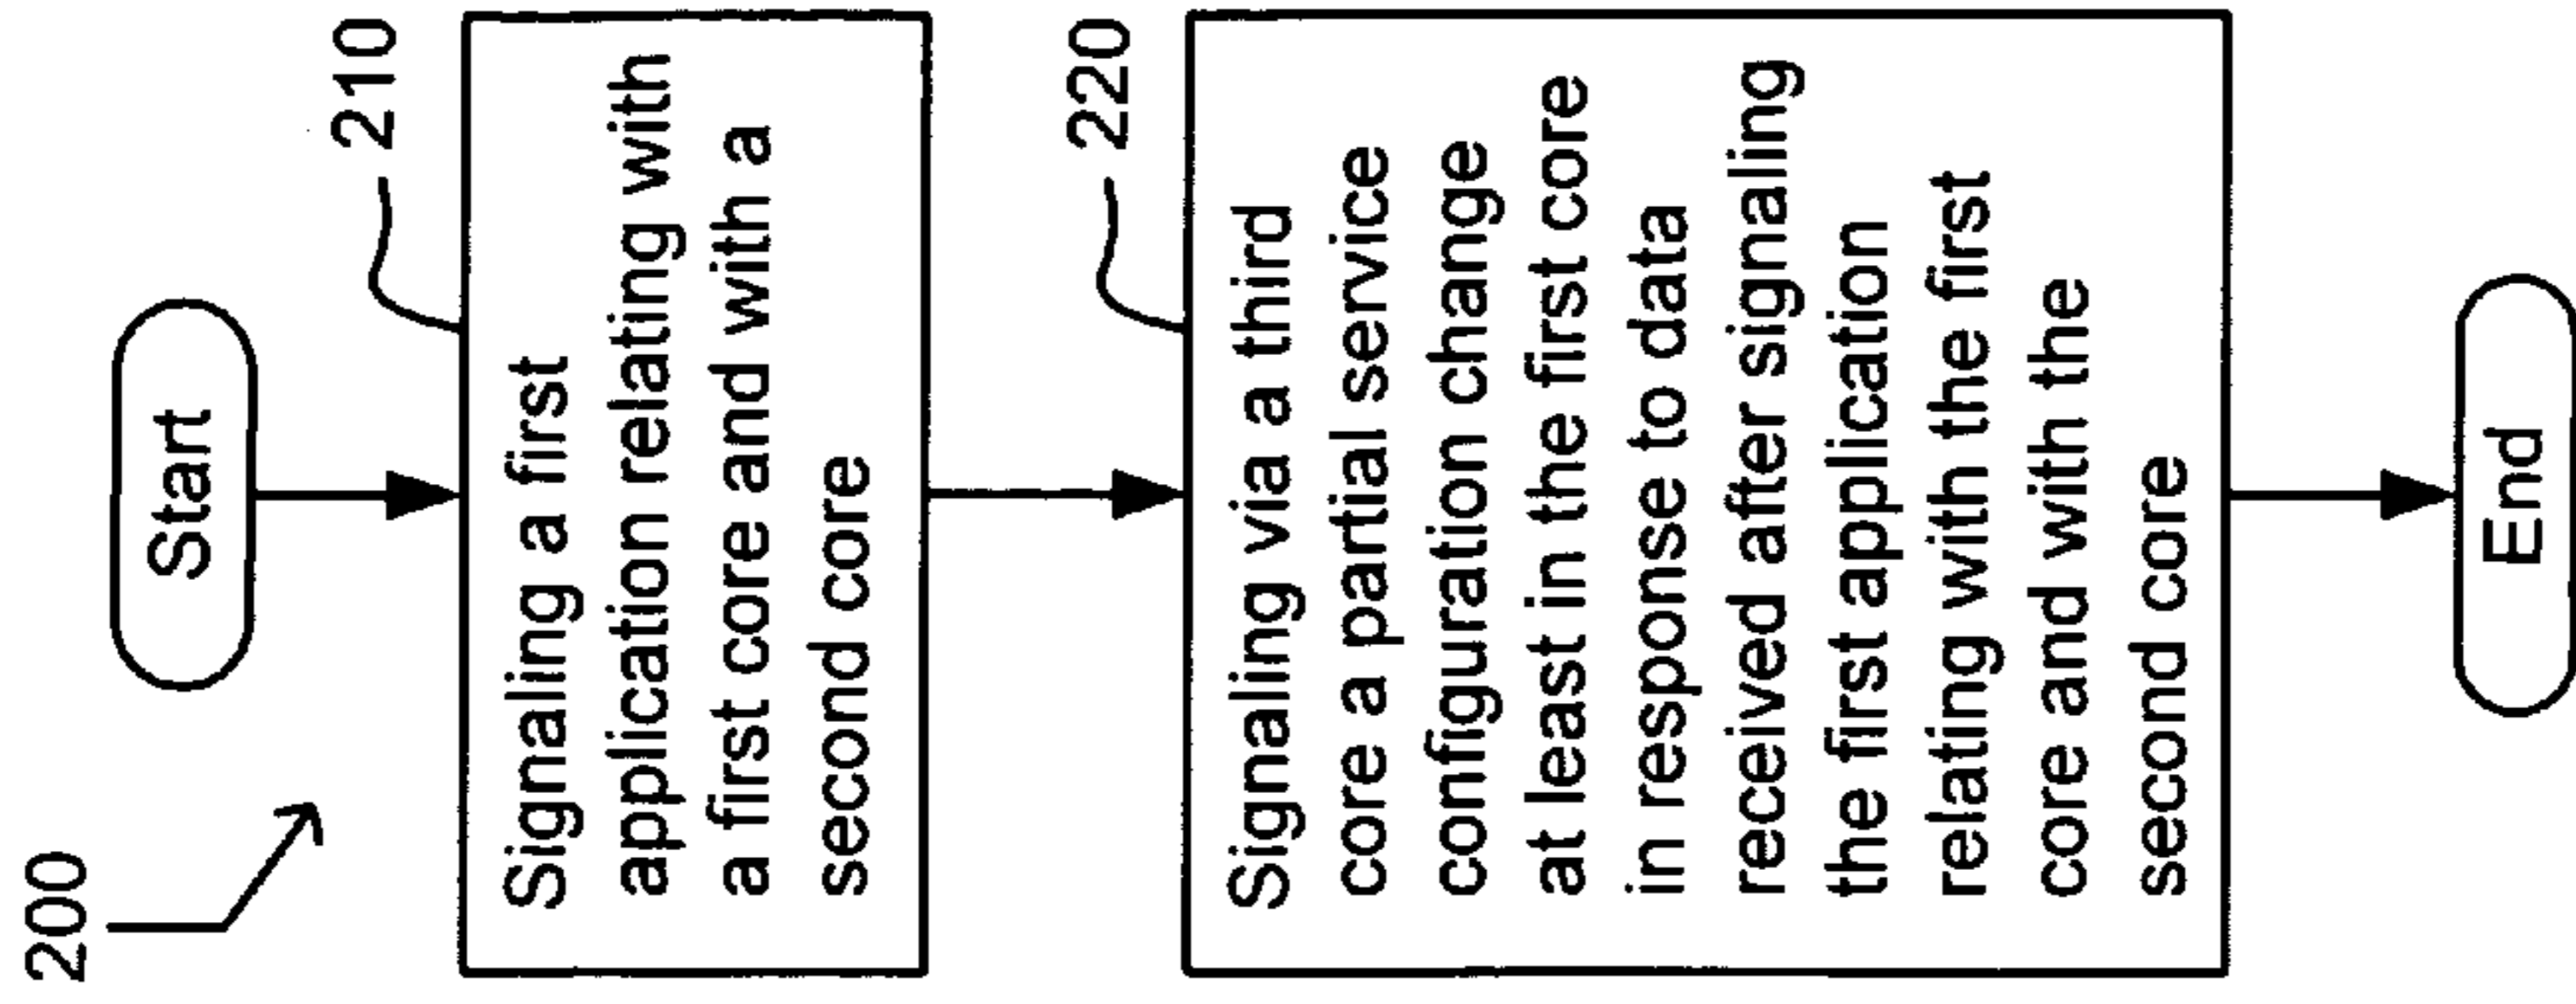 200
Start
210
Signaling a first
application relating with
a first core and with a
second core
220
Signaling via a third
core a partial service
configuration change
at least in the first core
in response to data
received after signaling
the first application
relating with the first
core and with the
second core
End